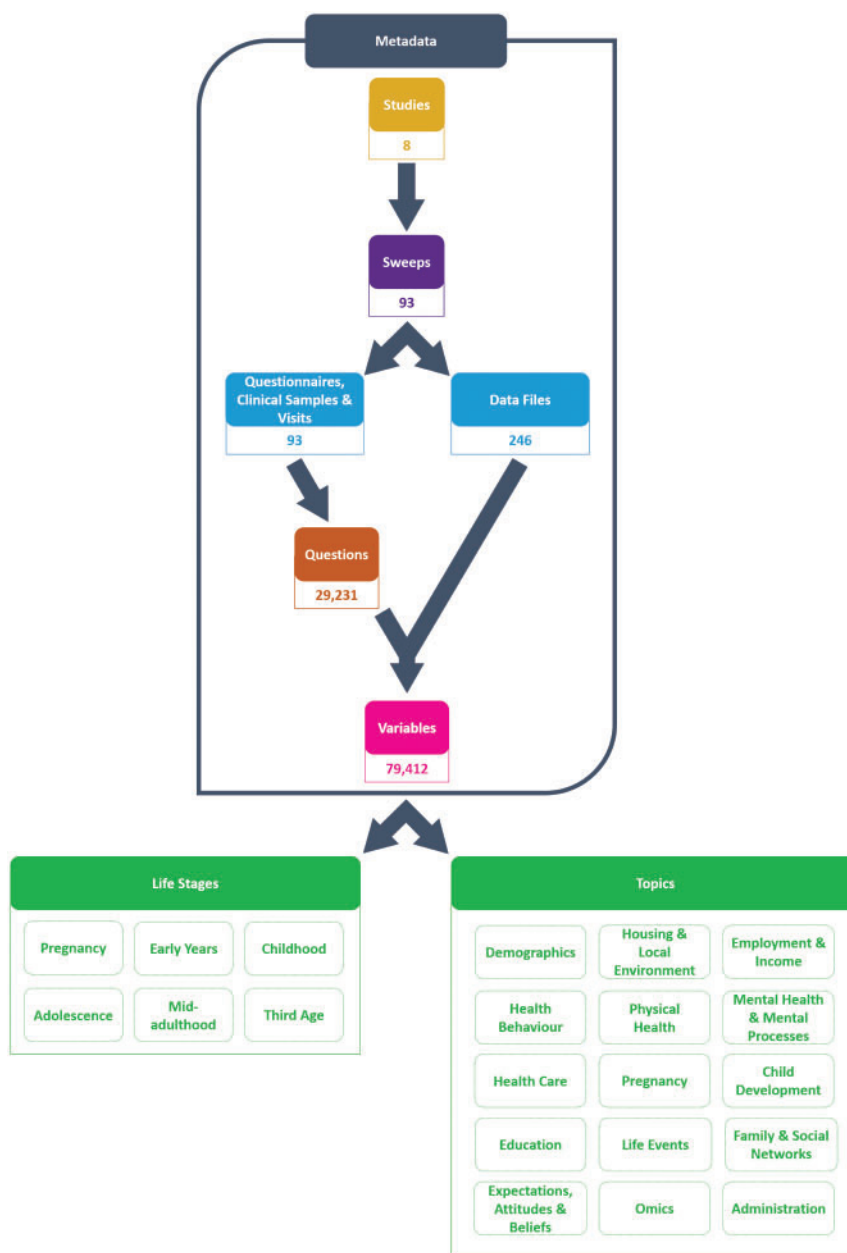 Metadata
Studies
8
Sweeps
93
Questionnaires,
Clinical Samples &
Visits
93
Data Files
246
Questions
29,231
Variables
79,412
Life Stages
Pregnancy
Early Years
Childhood
Adolescence
Mid-
adulthood
Third Age
Topics
Demographics
Housing &
Local
Environment
Employment &
Income
Health
Behaviour
Physical
Health
Mental Health
& Mental
Processes
Health Care
Pregnancy
Child
Development
Education
Life Events
Family & Social
Networks
Expectations,
Attitudes &
Beliefs
Omics
Administration